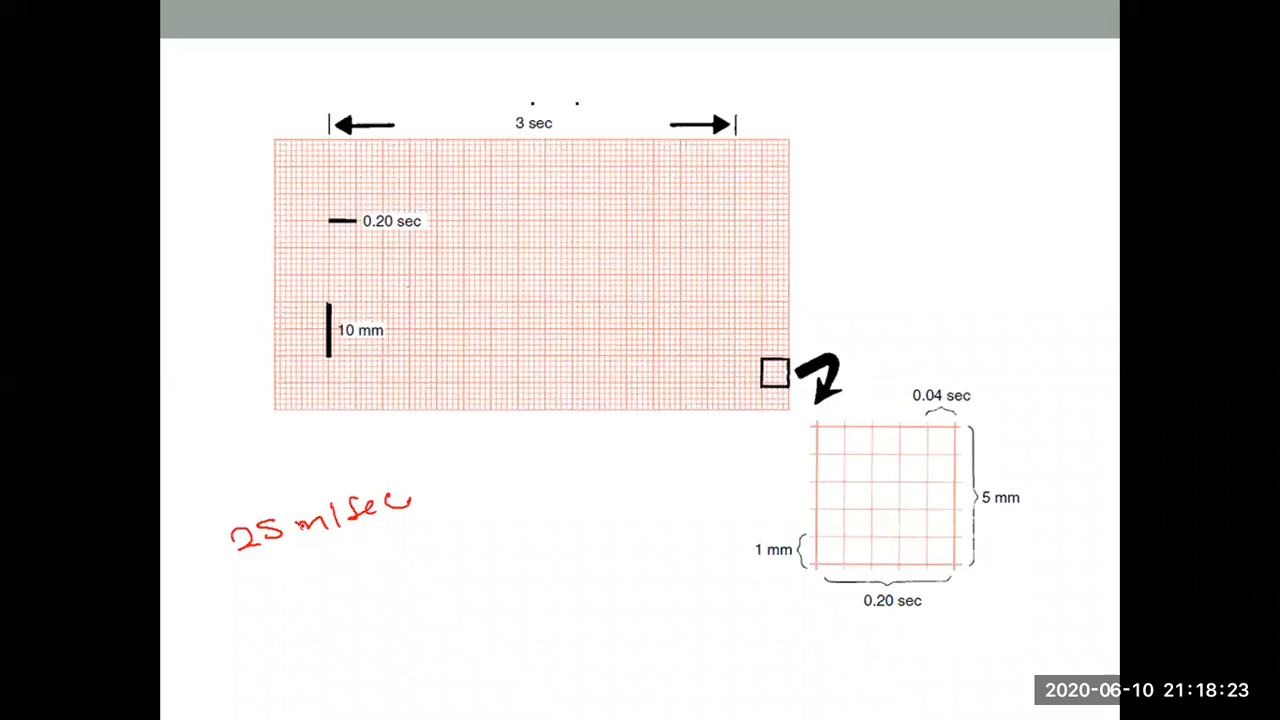 3 sec
0.20 sec
10 mm
0.04 sec
5 mm
1 mm
0.20 sec
25 m/sec
2020-06-10 21:18:23